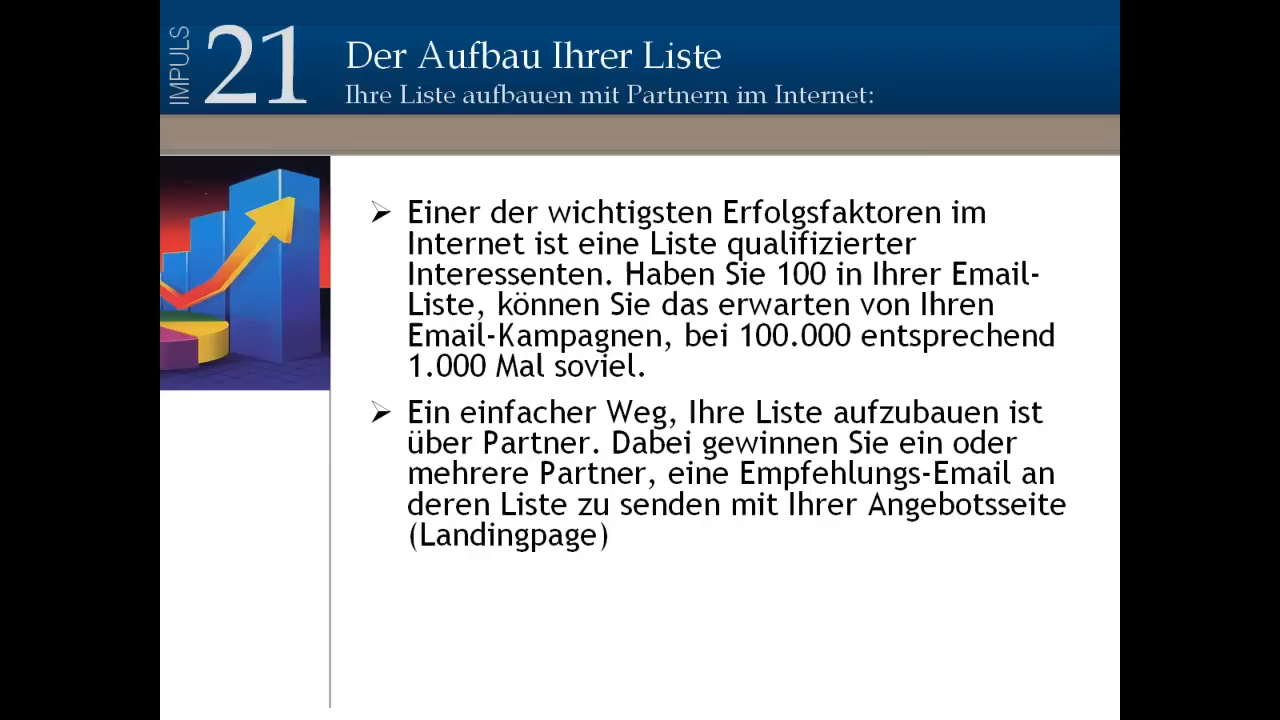 IMPULS
21
Der Aufbau Ihrer Liste
Ihre Liste aufbauen mit Partnern im Internet:
Einer der wichtigsten Erfolgsfaktoren im
Internet ist eine Liste qualifizierter
Interessenten. Haben Sie 100 in Ihrer Email-
Liste, können Sie das erwarten von Ihren
Email-Kampagnen, bei 100.000 entsprechend
1.000 Mal soviel.
Ein einfacher Weg, Ihre Liste aufzubauen ist
über Partner. Dabei gewinnen Sie ein oder
mehrere Partner, eine Empfehlungs-Email an
deren Liste zu senden mit Ihrer Angebotsseite
(Landingpage)